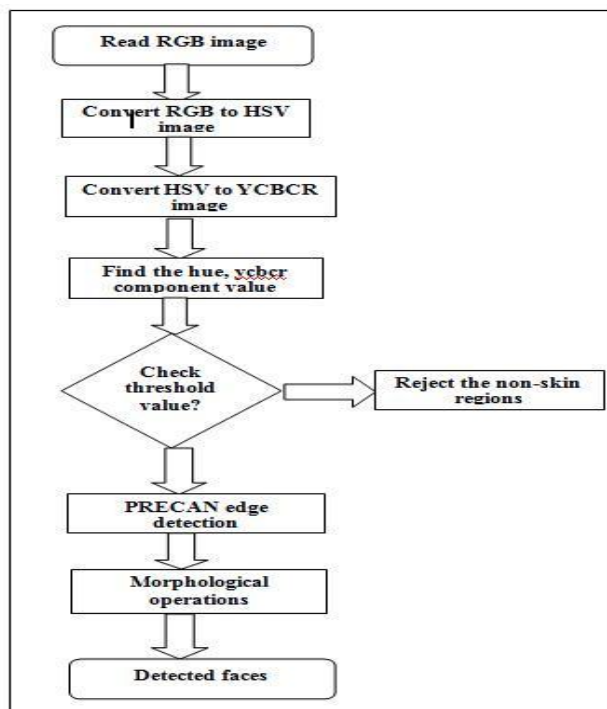 Read RGB image
Convert RGB to HSV
image
Convert HSV to YCBCR
image
Find the hue, ycbcr
component value
Check
threshold
value?
Reject the non-skin
regions
PRECAN edge
detection
Morphological
operations
Detected faces